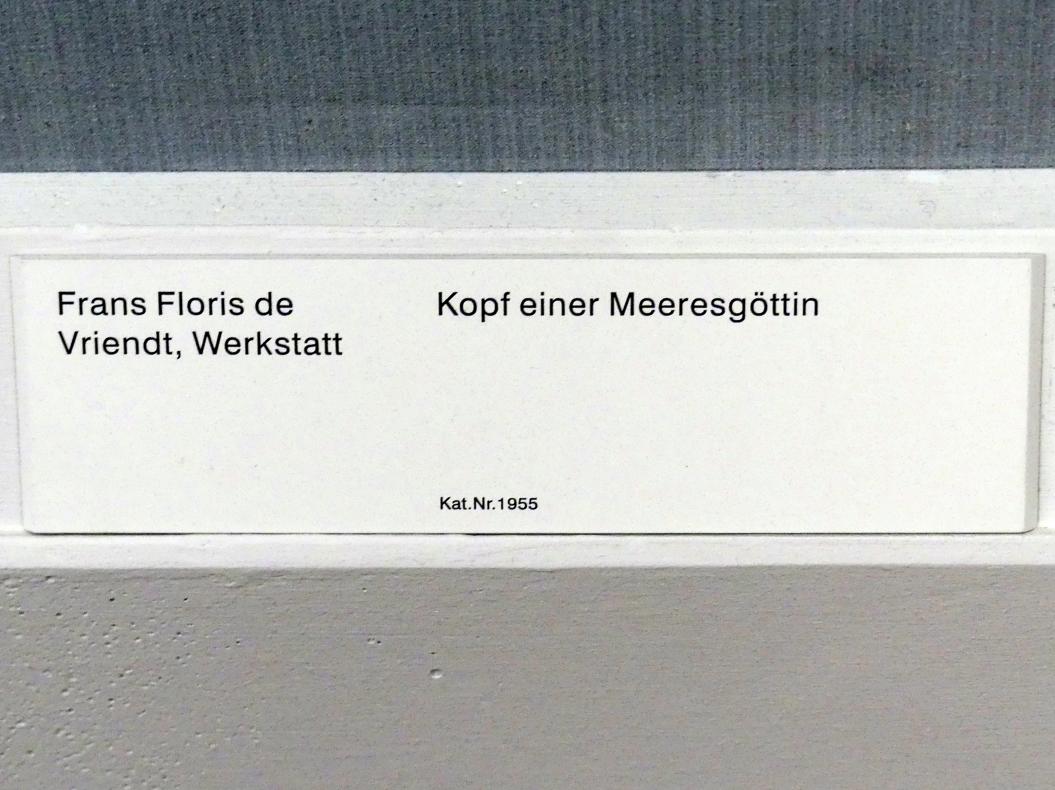 Frans Floris de
Vriendt, Werkstatt
Kopf einer Meeresgöttin
Kat.Nr.1955